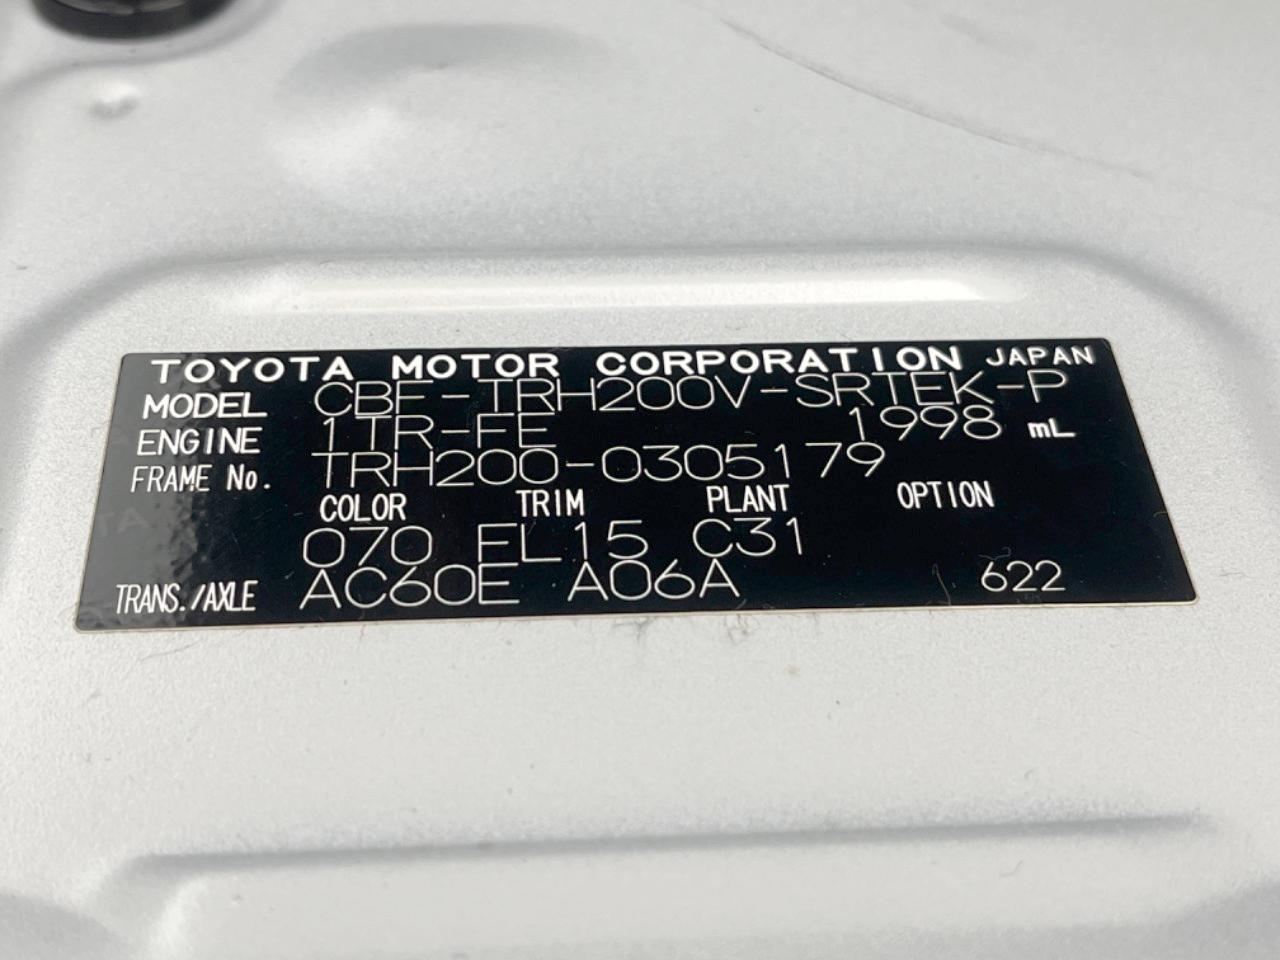 TOYOTA MOTOR CORPORATION JAPAN
MODEL CBF-TRH200V-SRTEK-P
ENGINE 1TR-FE 1998 mL
FRAME No. TRH200-0305179
COLOR TRIM PLANT OPTION
070 FL15 C31
TRANS./AXLE AC60E A06A 622